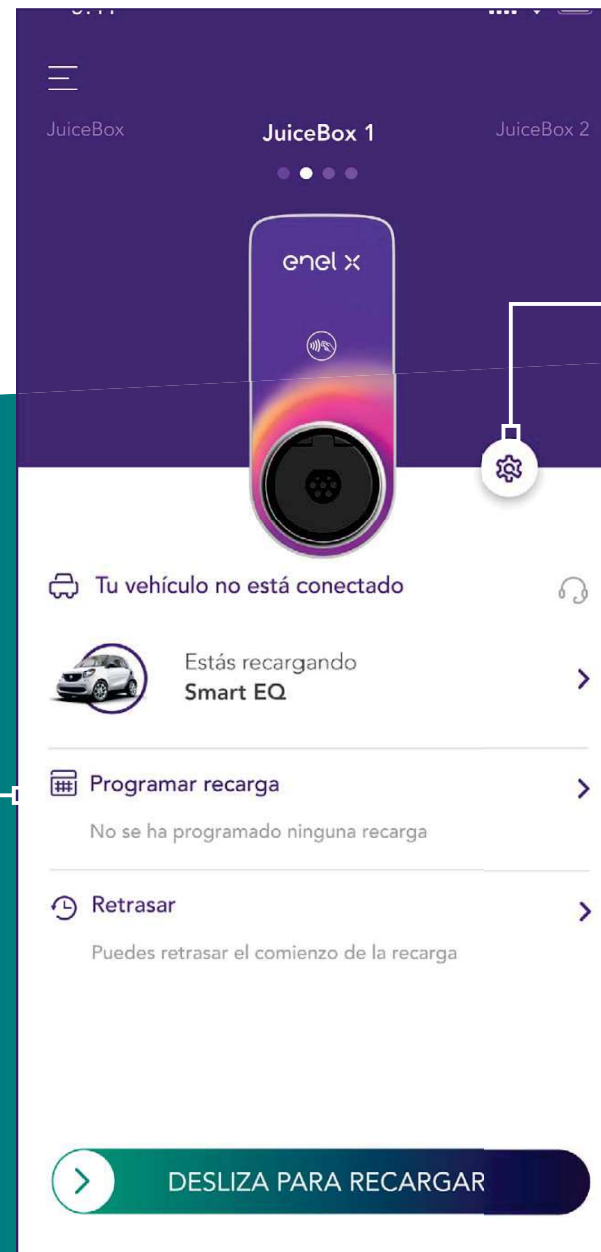 JuiceBox
JuiceBox 1
JuiceBox 2
enel x
Tu vehículo no está conectado
Estás recargando
Smart EQ
Programar recarga
No se ha programado ninguna recarga
Retrasar
Puedes retrasar el comienzo de la recarga
DESLIZA PARA RECARGAR